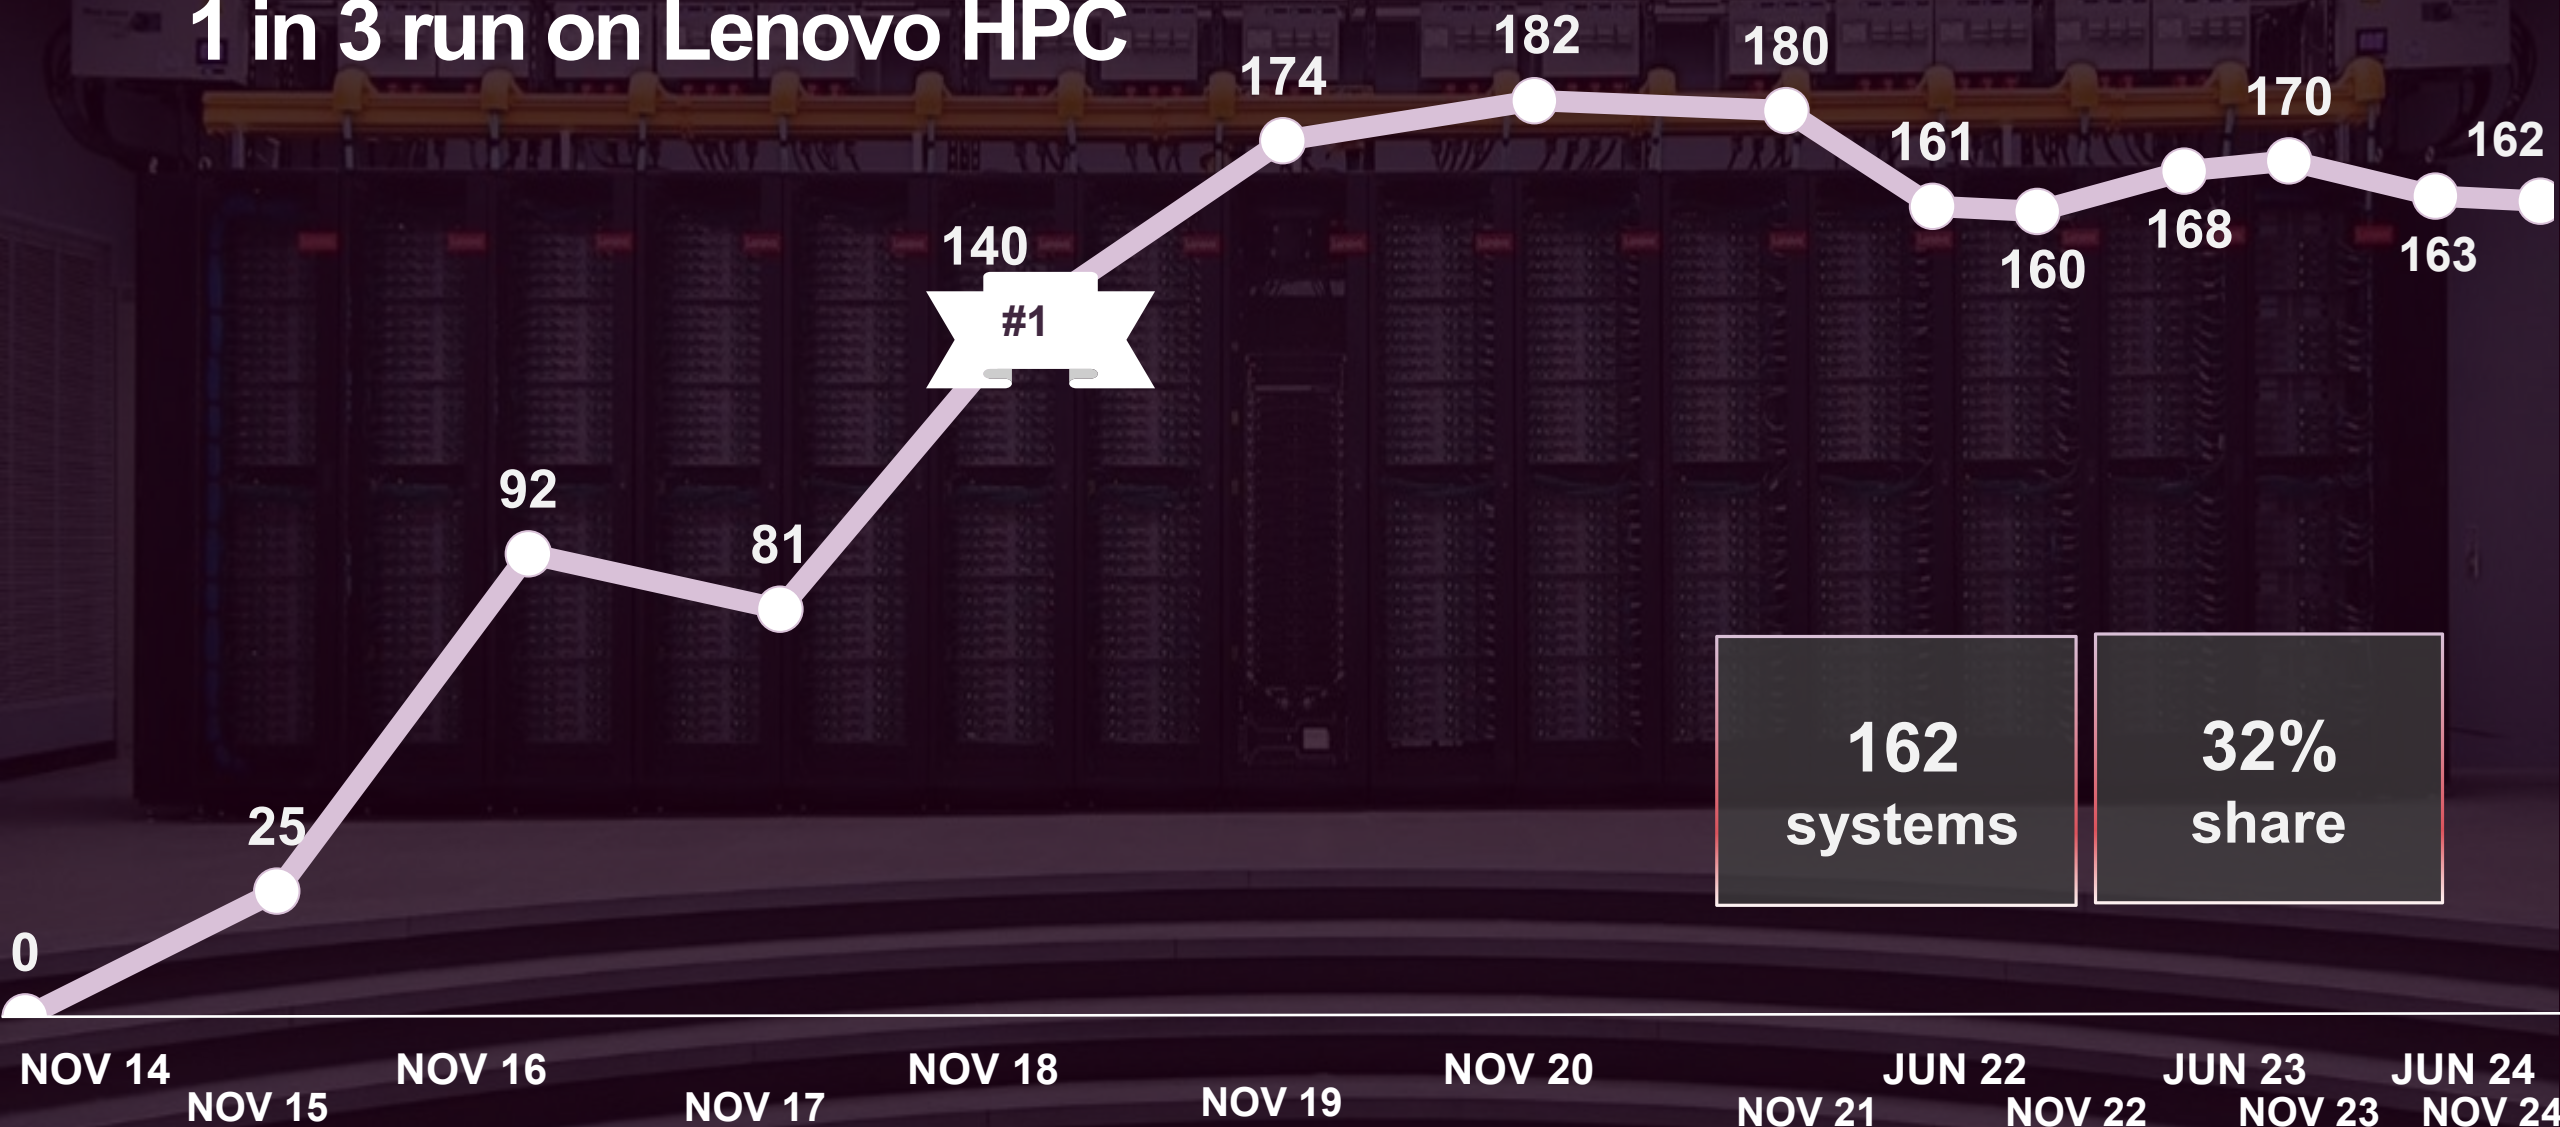 1 in 3 run on Lenovo HPC
0
25
92
81
140
#1
174
182
180
161
160
168
170
163
162
162
systems
32%
share
NOV 14
NOV 15
NOV 16
NOV 17
NOV 18
NOV 19
NOV 20
NOV 21
JUN 22
NOV 22
JUN 23
NOV 23
JUN 24
NOV 24